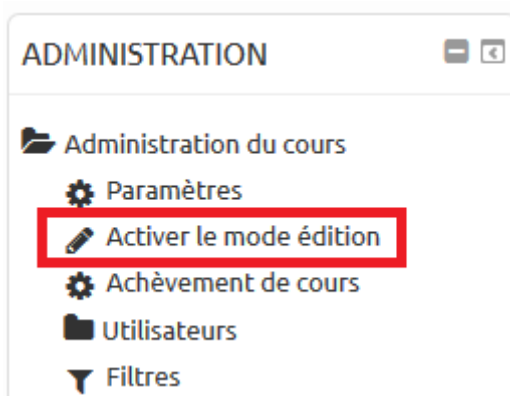 ADMINISTRATION
Administration du cours
Paramètres
Activer le mode édition
Achèvement de cours
Utilisateurs
Filtres